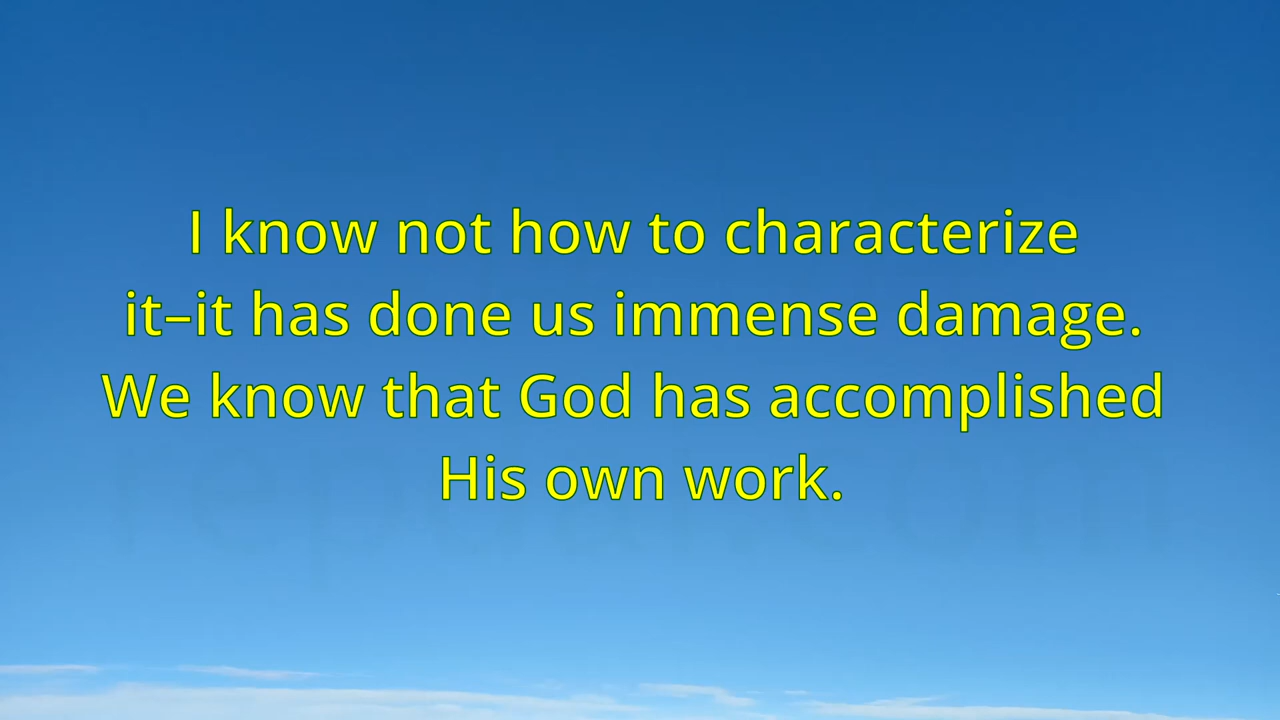 I know not how to characterize
it–it has done us immense damage.
We know that God has accomplished
His own work.